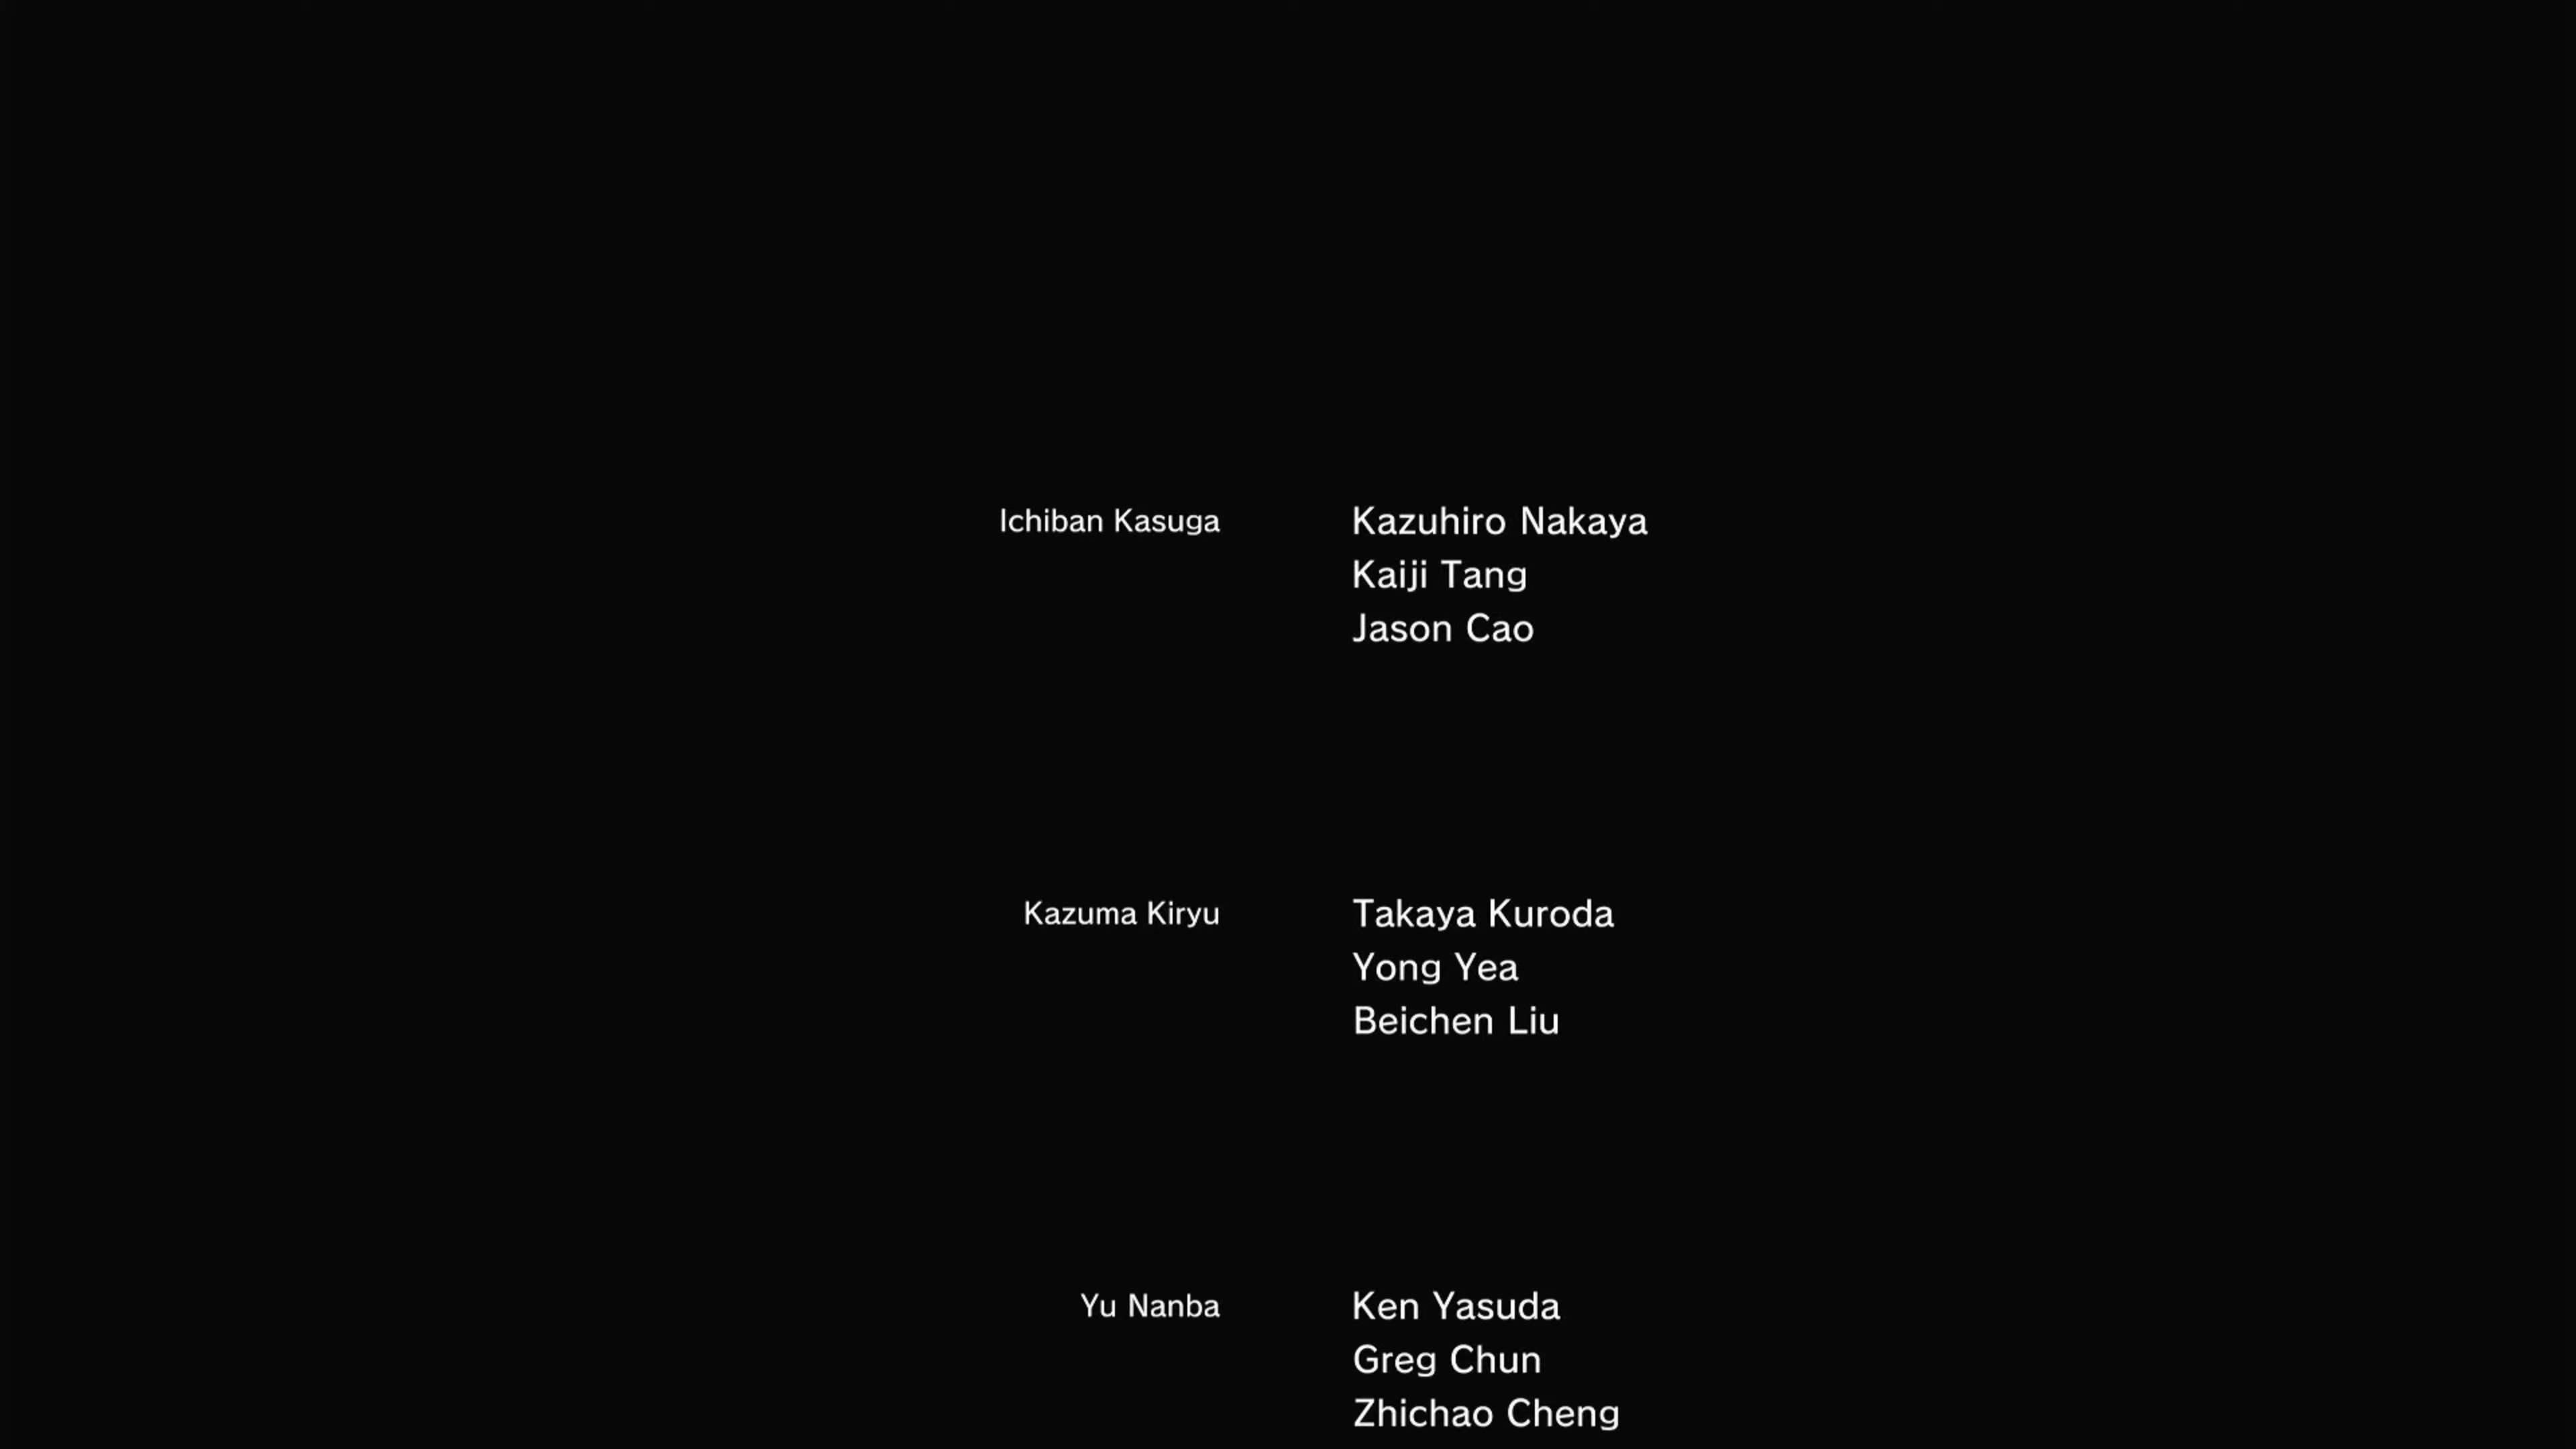 Ichiban Kasuga Kazuhiro Nakaya
Kaiji Tang
Jason Cao
Kazuma Kiryu Takaya Kuroda
Yong Yea
Beichen Liu
Yu Nanba Ken Yasuda
Greg Chun
Zhichao Cheng